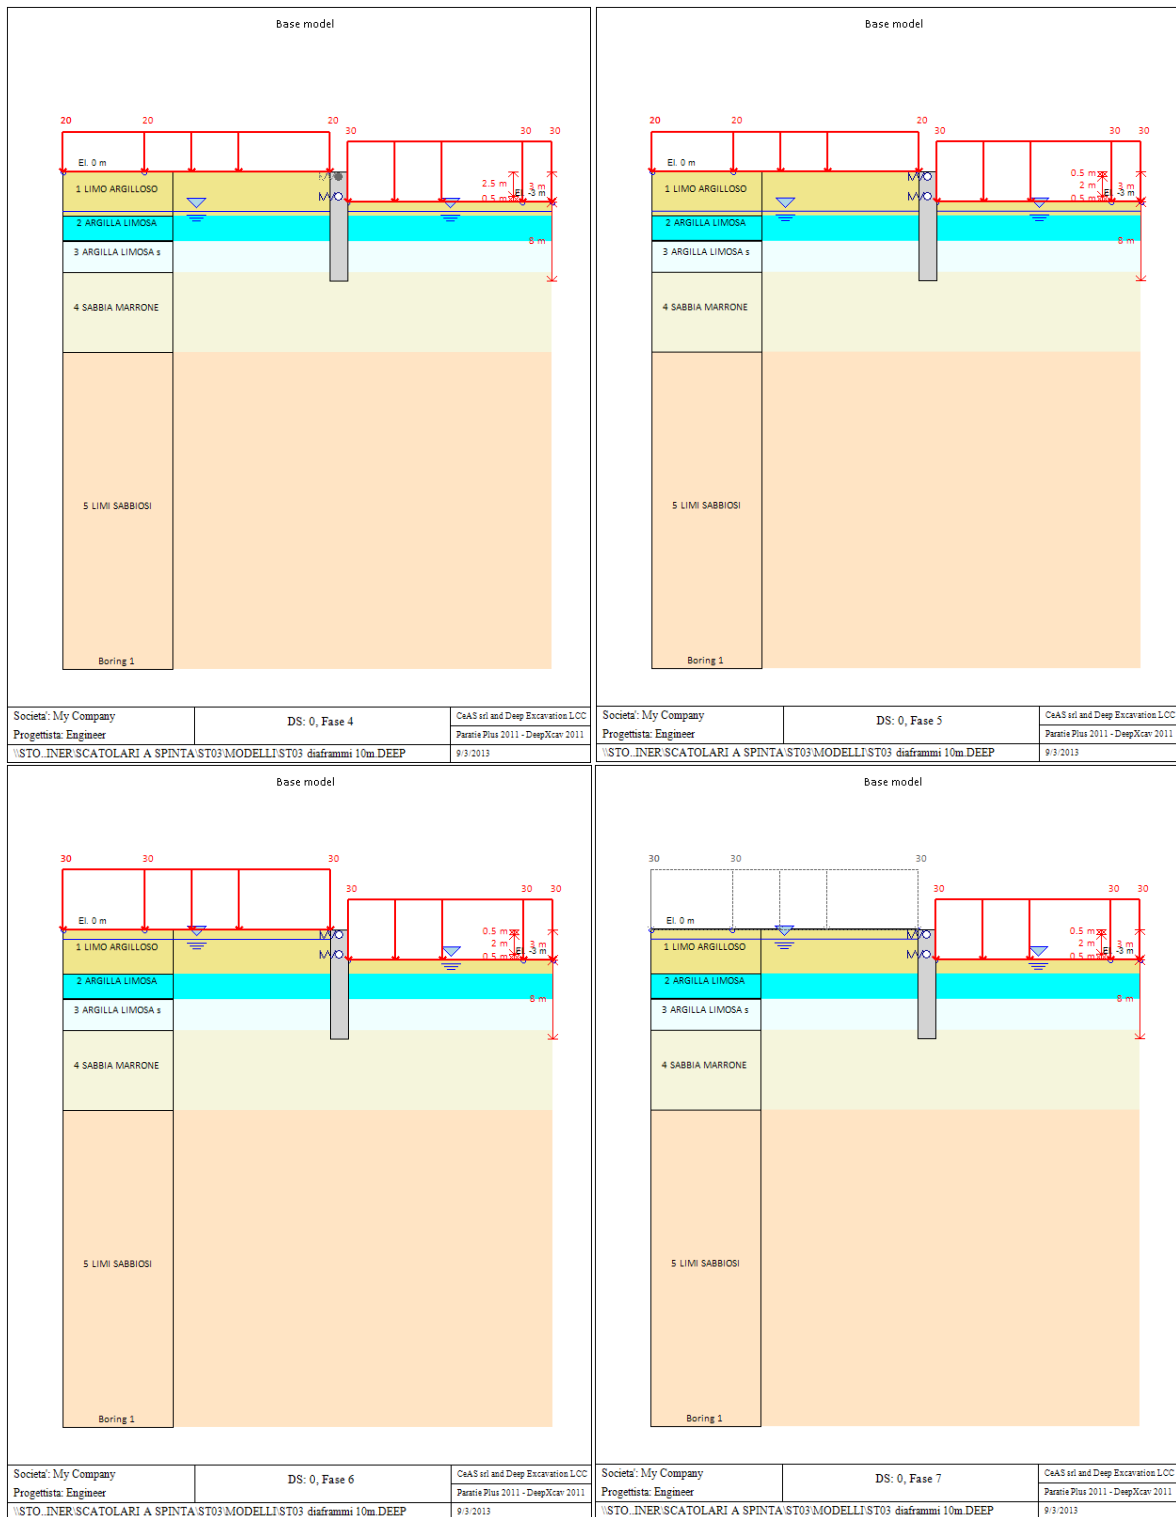 Base model
20 20 20 30 30 30
El. 0 m
1 LIMO ARGILLOSO
2.5 m
0.5 m
El. -3 m
2 ARGILLA LIMOSA
3 ARGILLA LIMOSA s
8 m
4 SABBIA MARRONE
5 LIMI SABBIOSI
Boring 1
Societa': My Company
Progettista: Engineer
DS: 0, Fase 4
CeAS srl and Deep Excavation LCC
Paratie Plus 2011 - DeepXcav 2011
\\STO..INER\SCATOLARI A SPINTA\ST03\MODELLI\ST03 diaframmi 10m.DEEP
9/3/2013
Base model
20 20 20 30 30 30
El. 0 m
1 LIMO ARGILLOSO
0.5 m
2 m
0.5 m
El. -3 m
2 ARGILLA LIMOSA
3 ARGILLA LIMOSA s
8 m
4 SABBIA MARRONE
5 LIMI SABBIOSI
Boring 1
Societa': My Company
Progettista: Engineer
DS: 0, Fase 5
CeAS srl and Deep Excavation LCC
Paratie Plus 2011 - DeepXcav 2011
\\STO..INER\SCATOLARI A SPINTA\ST03\MODELLI\ST03 diaframmi 10m.DEEP
9/3/2013
Base model
30 30 30 30 30 30
El. 0 m
1 LIMO ARGILLOSO
0.5 m
2 m
0.5 m
El. -3 m
2 ARGILLA LIMOSA
3 ARGILLA LIMOSA s
8 m
4 SABBIA MARRONE
5 LIMI SABBIOSI
Boring 1
Societa': My Company
Progettista: Engineer
DS: 0, Fase 6
CeAS srl and Deep Excavation LCC
Paratie Plus 2011 - DeepXcav 2011
\\STO..INER\SCATOLARI A SPINTA\ST03\MODELLI\ST03 diaframmi 10m.DEEP
9/3/2013
Base model
30 30 30 30 30 30
El. 0 m
1 LIMO ARGILLOSO
0.5 m
2 m
0.5 m
El. -3 m
2 ARGILLA LIMOSA
3 ARGILLA LIMOSA s
8 m
4 SABBIA MARRONE
5 LIMI SABBIOSI
Boring 1
Societa': My Company
Progettista: Engineer
DS: 0, Fase 7
CeAS srl and Deep Excavation LCC
Paratie Plus 2011 - DeepXcav 2011
\\STO..INER\SCATOLARI A SPINTA\ST03\MODELLI\ST03 diaframmi 10m.DEEP
9/3/2013